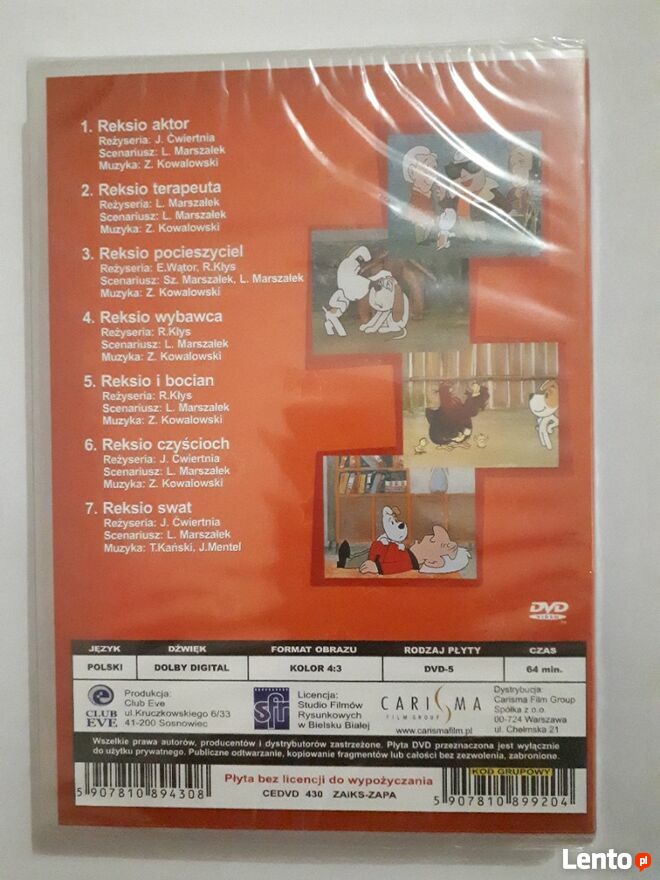 1. Reksio aktor
Reżyseria: J. Ćwiertnia
Scenariusz: L. Marszałek
Muzyka: Z. Kowalowski
2. Reksio terapeuta
Reżyseria: L. Marszałek
Scenariusz: L. Marszałek
Muzyka: Z. Kowalowski
3. Reksio pocieszyciel
Reżyseria: E.Wątor, R.Kłys
Scenariusz: Sz. Marszałek, L. Marszałek
Muzyka: Z. Kowalowski
4. Reksio wybawca
Reżyseria: R.Kłys
Scenariusz: L. Marszałek
Muzyka: Z. Kowalowski
5. Reksio i bocian
Reżyseria: R.Kłys
Scenariusz: L. Marszałek
Muzyka: Z. Kowalowski
6. Reksio czyścioch
Reżyseria: J. Ćwiertnia
Scenariusz: L. Marszałek
Muzyka: Z. Kowalowski
7. Reksio swat
Reżyseria: J. Ćwiertnia
Scenariusz: L. Marszałek
Muzyka: T.Kański, J.Mentel
DVD
VIDEO
JĘZYK DŹWIĘK FORMAT OBRAZU RODZAJ PŁYTY CZAS
POLSKI DOLBY DIGITAL KOLOR 4:3 DVD-5 64 min.
CLUB
EVE
Produkcja:
Club Eve
ul.Kruczkowskiego 6/33
41-200 Sosnowiec
sfr
Licencja:
Studio Filmów
Rysunkowych
w Bielsku Białej
CARISMA
FILM GROUP
www.carismafilm.pl
Dystrybucja:
Carisma Film Group
Spółka z o.o.
00-724 Warszawa
ul. Chełmska 21
Wszelkie prawa autorów, producentów i dystrybutorów zastrzeżone. Płyta DVD przeznaczona jest wyłącznie
do użytku prywatnego. Publiczne odtwarzanie, kopiowanie fragmentów lub całości bez zezwolenia, zabronione.
Płyta bez licencji do wypożyczania
CEDVD 430 ZAiKS-ZAPA
5 907810 894308
KOD GRUPOWY
5 907810 899204
Lento.pl